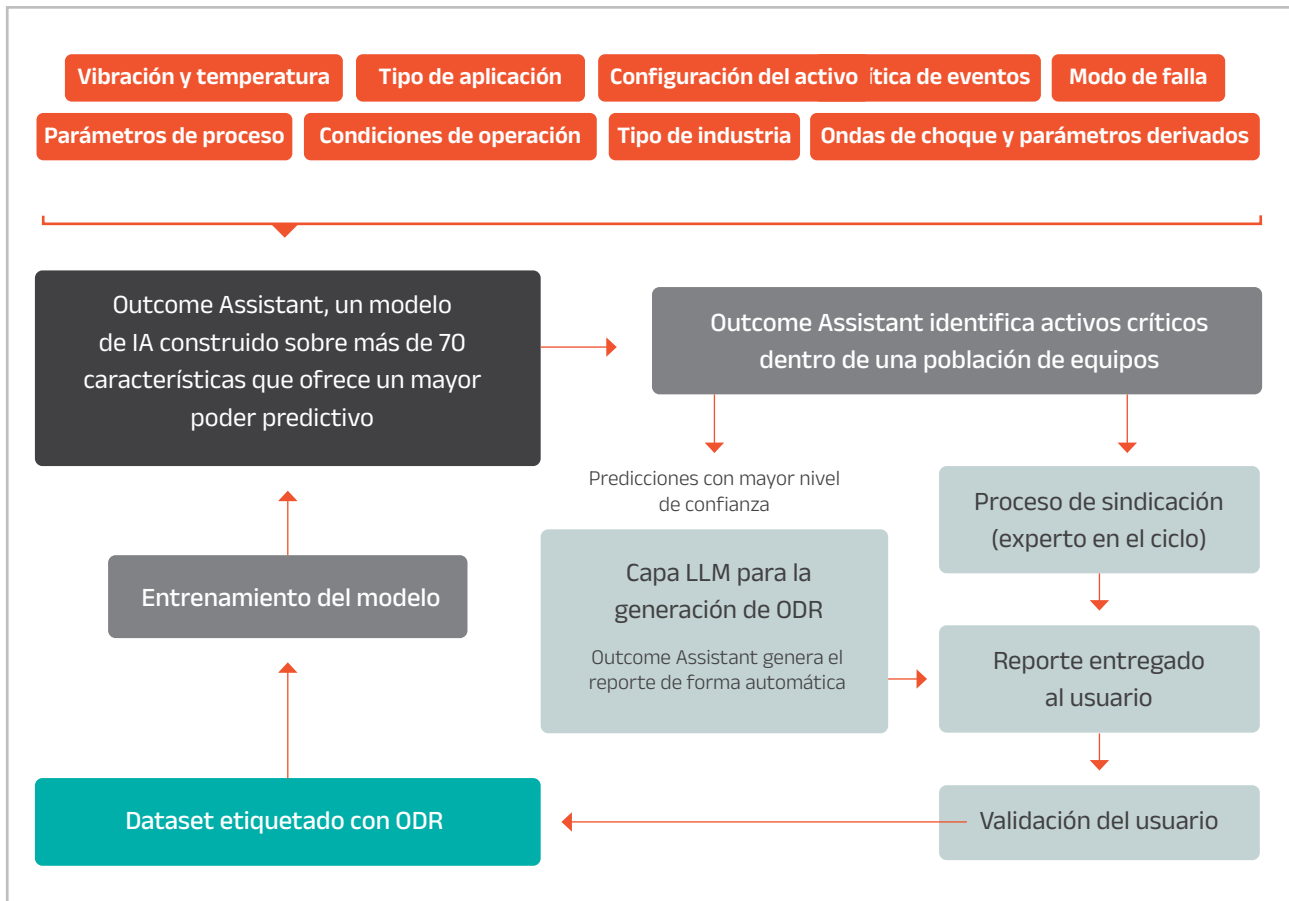 Vibración y temperatura
Tipo de aplicación
Configuración del activo
ítica de eventos
Modo de falla
Parámetros de proceso
Condiciones de operación
Tipo de industria
Ondas de choque y parámetros derivados
Outcome Assistant, un modelo
de IA construido sobre más de 70
características que ofrece un mayor
poder predictivo
Outcome Assistant identifica activos críticos
dentro de una población de equipos
Predicciones con mayor nivel
de confianza
Capa LLM para la
generación de ODR
Outcome Assistant genera el
reporte de forma automática
Proceso de sindicación
(experto en el ciclo)
Entrenamiento del modelo
Reporte entregado
al usuario
Dataset etiquetado con ODR
Validación del usuario